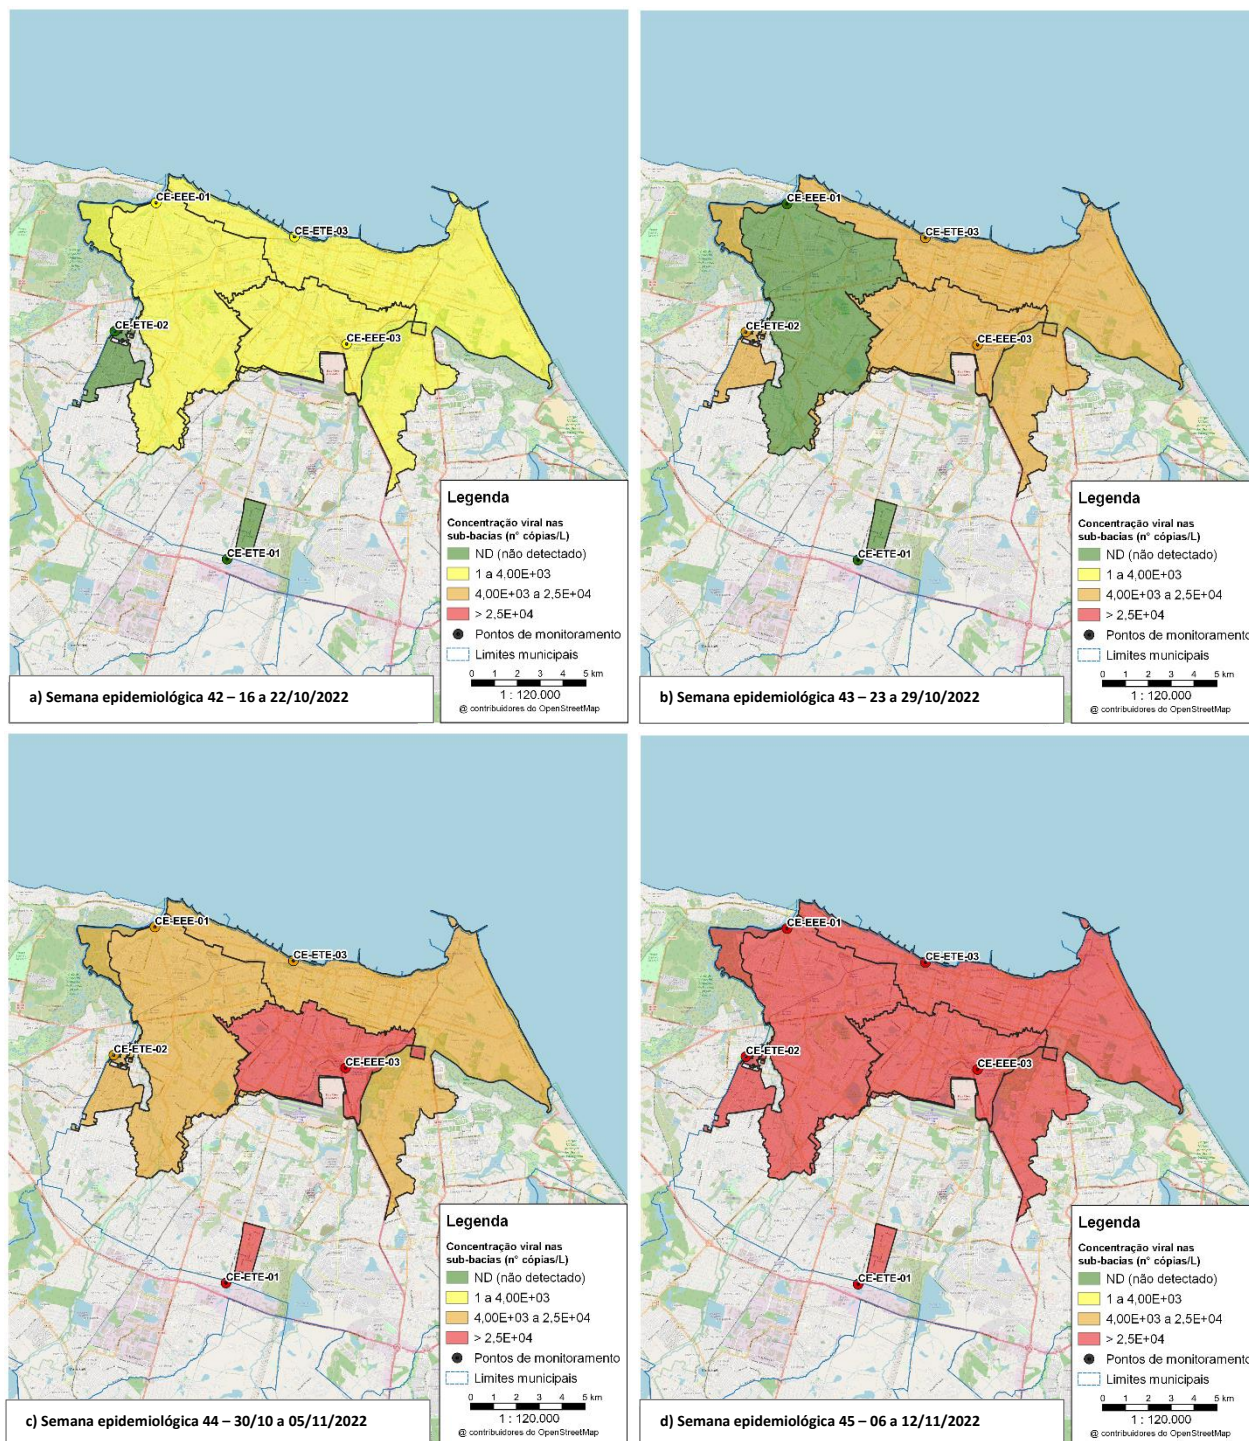 CE-EEE-01
CE-ETE-03
CE-ETE-02
CE-EEE-03
CE-ETE-01
Legenda
Concentração viral nas
sub-bacias (n° cópias/L)
ND (não detectado)
1 a 4,00E+03
4,00E+03 a 2,5E+04
> 2,5E+04
Pontos de monitoramento
Limites municipais
0 1 2 3 4 5 km
1 : 120.000
@ contribuidores do OpenStreetMap
a) Semana epidemiológica 42 – 16 a 22/10/2022
CE-EEE-01
CE-ETE-03
CE-ETE-02
CE-EEE-03
CE-ETE-01
Legenda
Concentração viral nas
sub-bacias (n° cópias/L)
ND (não detectado)
1 a 4,00E+03
4,00E+03 a 2,5E+04
> 2,5E+04
Pontos de monitoramento
Limites municipais
0 1 2 3 4 5 km
1 : 120.000
@ contribuidores do OpenStreetMap
b) Semana epidemiológica 43 – 23 a 29/10/2022
CE-EEE-01
CE-ETE-03
CE-ETE-02
CE-EEE-03
CE-ETE-01
Legenda
Concentração viral nas
sub-bacias (n° cópias/L)
ND (não detectado)
1 a 4,00E+03
4,00E+03 a 2,5E+04
> 2,5E+04
Pontos de monitoramento
Limites municipais
0 1 2 3 4 5 km
1 : 120.000
@ contribuidores do OpenStreetMap
c) Semana epidemiológica 44 – 30/10 a 05/11/2022
CE-EEE-01
CE-ETE-03
CE-ETE-02
CE-EEE-03
CE-ETE-01
Legenda
Concentração viral nas
sub-bacias (n° cópias/L)
ND (não detectado)
1 a 4,00E+03
4,00E+03 a 2,5E+04
> 2,5E+04
Pontos de monitoramento
Limites municipais
0 1 2 3 4 5 km
1 : 120.000
@ contribuidores do OpenStreetMap
d) Semana epidemiológica 45 – 06 a 12/11/2022